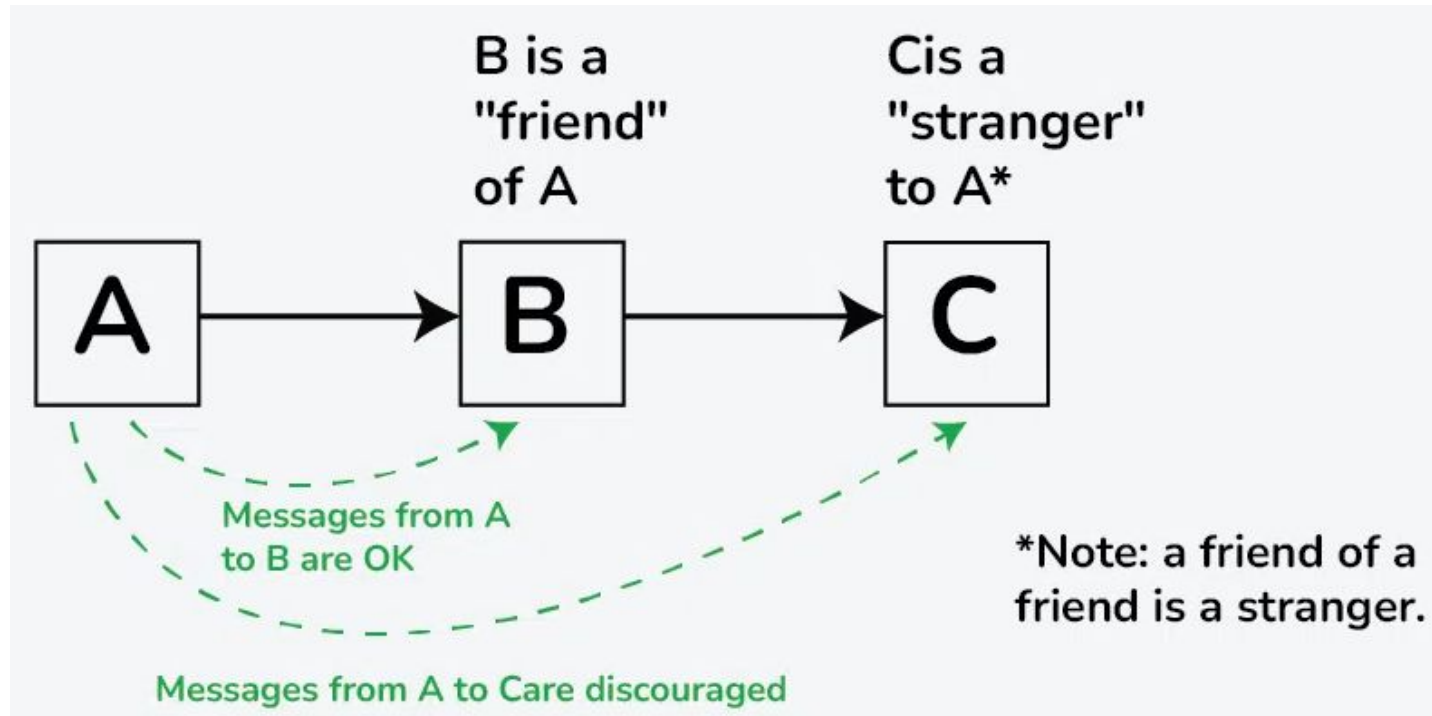 B is a
"friend"
of A
Cis a
"stranger"
to A*
A
B
C
Messages from A
to B are OK
*Note: a friend of a
friend is a stranger.
Messages from A to Care discouraged